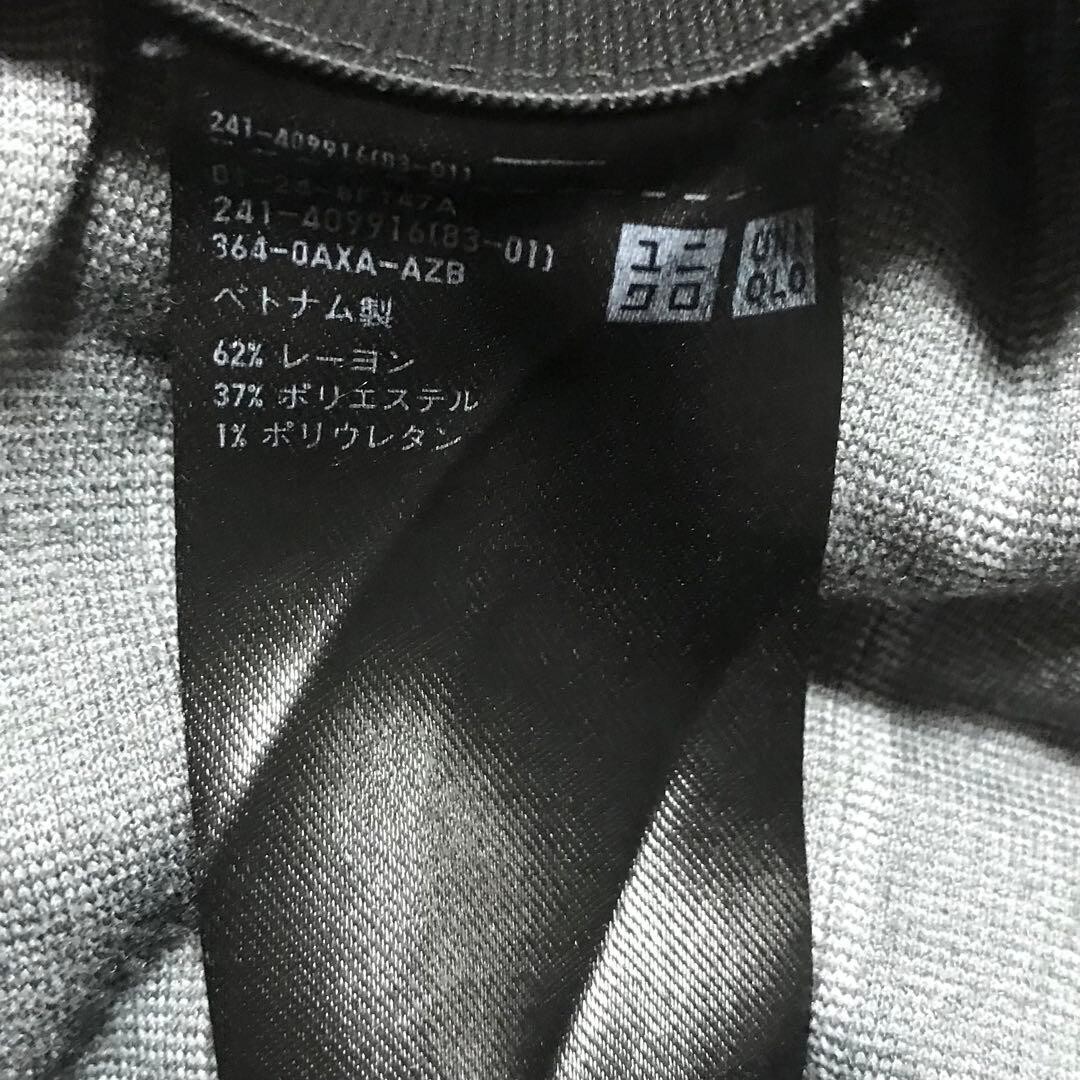 241-409916(83-01)
241-409916(83-01)
364-0AXA-AZB
ベトナム製
62% レーヨン
37% ポリエステル
1% ポリウレタン
ユニ
クロ
UNI
QLO